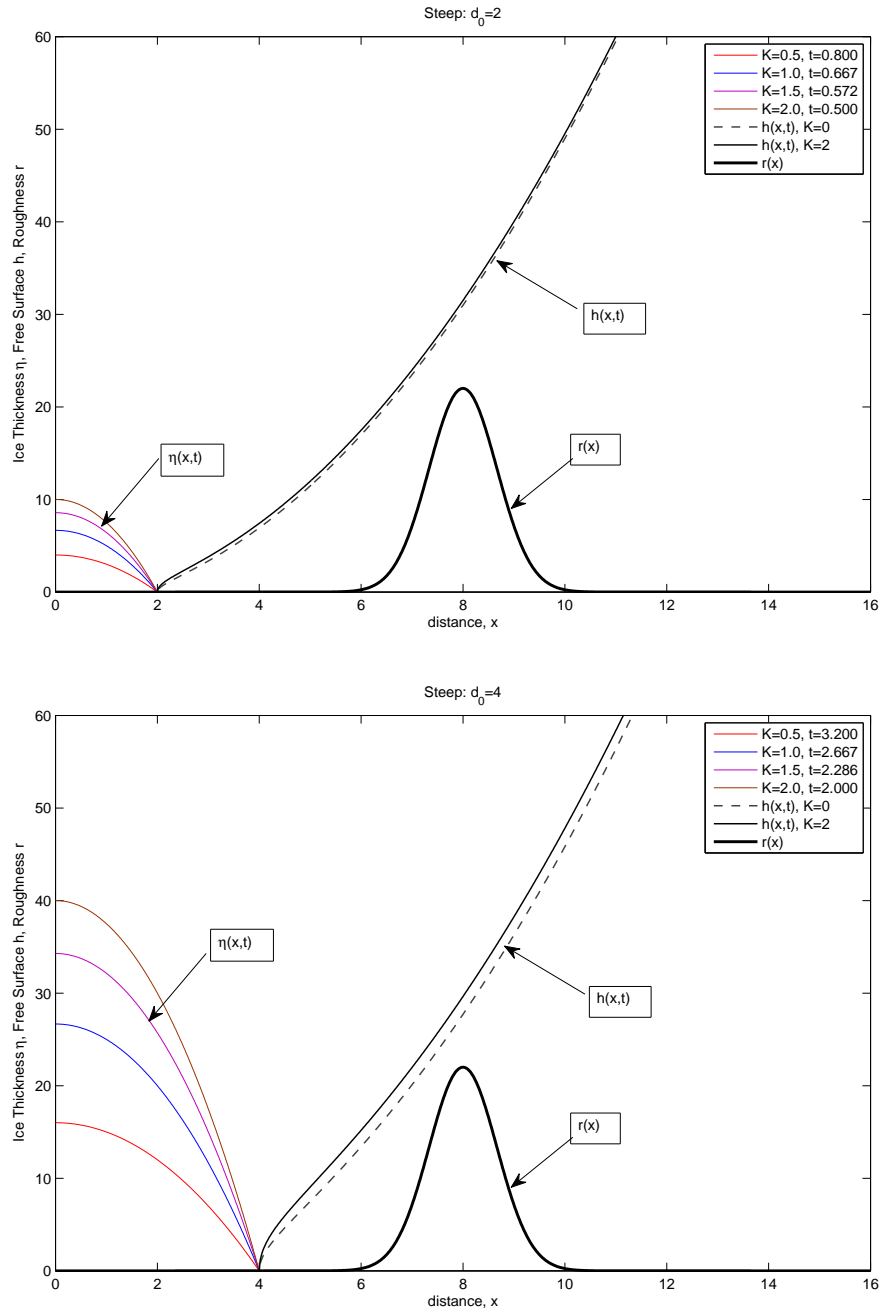 Steep: d₀=2
60
50
40
30
20
10
0
Ice Thickness η, Free Surface h, Roughness r
K=0.5, t=0.800
K=1.0, t=0.667
K=1.5, t=0.572
K=2.0, t=0.500
h(x,t), K=0
h(x,t), K=2
r(x)
h(x,t)
r(x)
η(x,t)
0 2 4 6 8 10 12 14 16
distance, x
Steep: d₀=4
60
50
40
30
20
10
0
Ice Thickness η, Free Surface h, Roughness r
K=0.5, t=3.200
K=1.0, t=2.667
K=1.5, t=2.286
K=2.0, t=2.000
h(x,t), K=0
h(x,t), K=2
r(x)
η(x,t)
h(x,t)
r(x)
0 2 4 6 8 10 12 14 16
distance, x